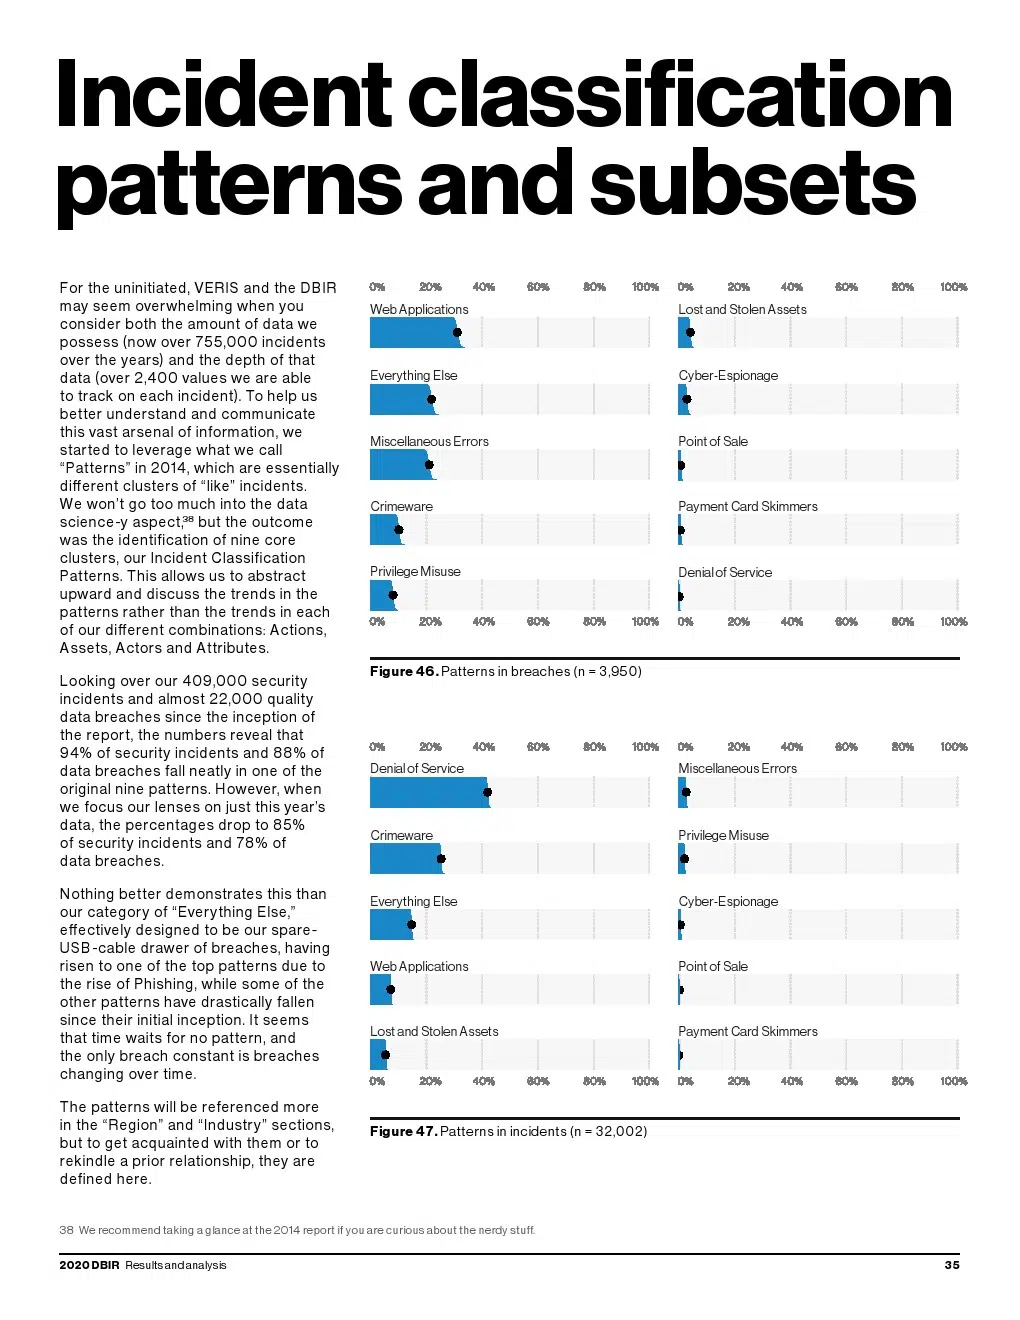 Incident classification
patterns and subsets
For the uninitiated, VERIS and the DBIR
may seem overwhelming when you
consider both the amount of data we
possess (now over 755,000 incidents
over the years) and the depth of that
data (over 2,400 values we are able
to track on each incident). To help us
better understand and communicate
this vast arsenal of information, we
started to leverage what we call
“Patterns” in 2014, which are essentially
different clusters of “like” incidents.
We won’t go too much into the data
science-y aspect,³⁸ but the outcome
was the identification of nine core
clusters, our Incident Classification
Patterns. This allows us to abstract
upward and discuss the trends in the
patterns rather than the trends in each
of our different combinations: Actions,
Assets, Actors and Attributes.
Looking over our 409,000 security
incidents and almost 22,000 quality
data breaches since the inception of
the report, the numbers reveal that
94% of security incidents and 88% of
data breaches fall neatly in one of the
original nine patterns. However, when
we focus our lenses on just this year’s
data, the percentages drop to 85%
of security incidents and 78% of
data breaches.
Nothing better demonstrates this than
our category of “Everything Else,”
effectively designed to be our spare-
USB-cable drawer of breaches, having
risen to one of the top patterns due to
the rise of Phishing, while some of the
other patterns have drastically fallen
since their initial inception. It seems
that time waits for no pattern, and
the only breach constant is breaches
changing over time.
The patterns will be referenced more
in the “Region” and “Industry” sections,
but to get acquainted with them or to
rekindle a prior relationship, they are
defined here.
0% 20% 40% 60% 80% 100% 0% 20% 40% 60% 80% 100%
Web Applications Lost and Stolen Assets
Everything Else Cyber-Espionage
Miscellaneous Errors Point of Sale
Crimeware Payment Card Skimmers
Privilege Misuse Denial of Service
0% 20% 40% 60% 80% 100% 0% 20% 40% 60% 80% 100%
Figure 46. Patterns in breaches (n = 3,950)
0% 20% 40% 60% 80% 100% 0% 20% 40% 60% 80% 100%
Denial of Service Miscellaneous Errors
Crimeware Privilege Misuse
Everything Else Cyber-Espionage
Web Applications Point of Sale
Lost and Stolen Assets Payment Card Skimmers
0% 20% 40% 60% 80% 100% 0% 20% 40% 60% 80% 100%
Figure 47. Patterns in incidents (n = 32,002)
38 We recommend taking a glance at the 2014 report if you are curious about the nerdy stuff.
2020 DBIR Results and analysis 35